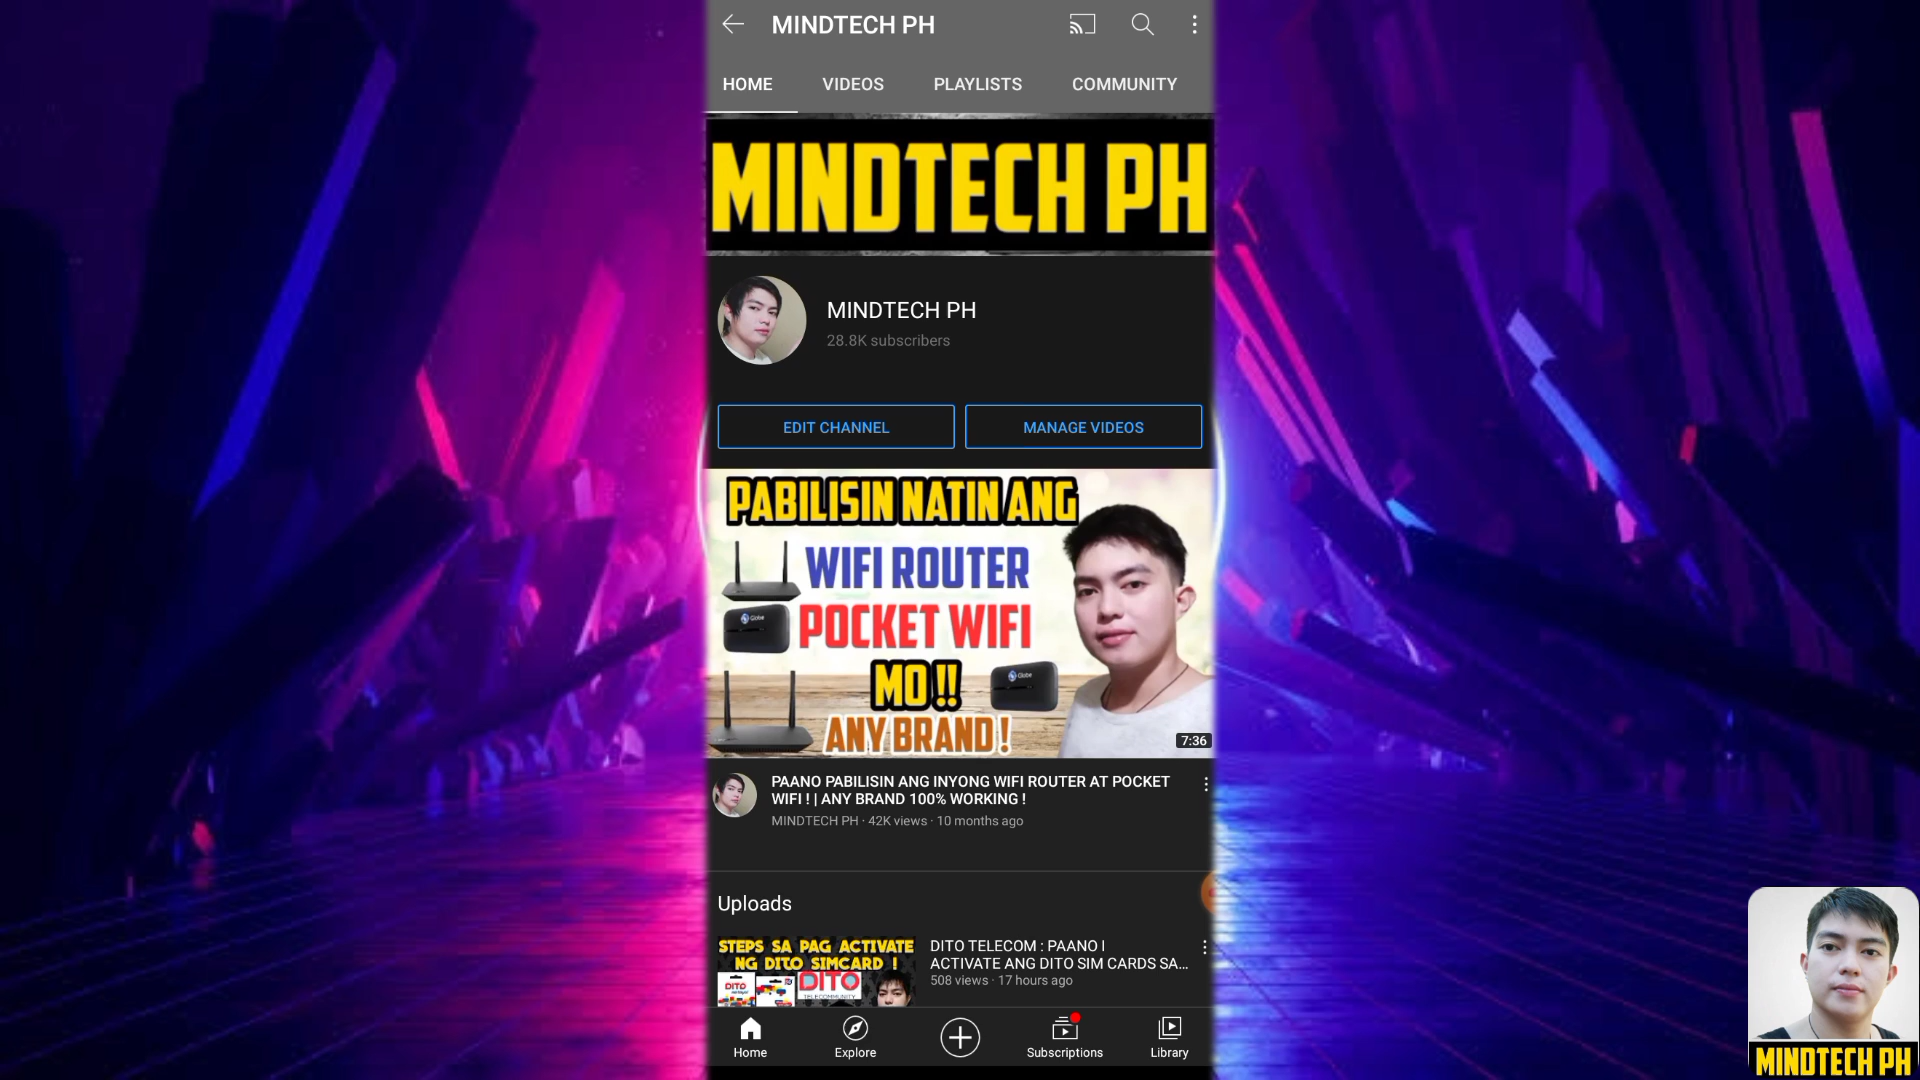 MINDTECH PH
HOME VIDEOS PLAYLISTS COMMUNITY
MINDTECH PH
MINDTECH PH
28.8K subscribers
EDIT CHANNEL MANAGE VIDEOS
PABILISIN NATIN ANG
WIFI ROUTER
POCKET WIFI
MO !!
ANY BRAND !
Globe
Globe
7:36
PAANO PABILISIN ANG INYONG WIFI ROUTER AT POCKET
WIFI ! | ANY BRAND 100% WORKING !
MINDTECH PH · 42K views · 10 months ago
Uploads
STEPS SA PAG ACTIVATE
NG DITO SIMCARD !
DITO
DITO
TELECOMMUNITY
DITO TELECOM : PAANO I
ACTIVATE ANG DITO SIM CARDS SA...
508 views · 17 hours ago
Home Explore Subscriptions Library
MINDTECH PH